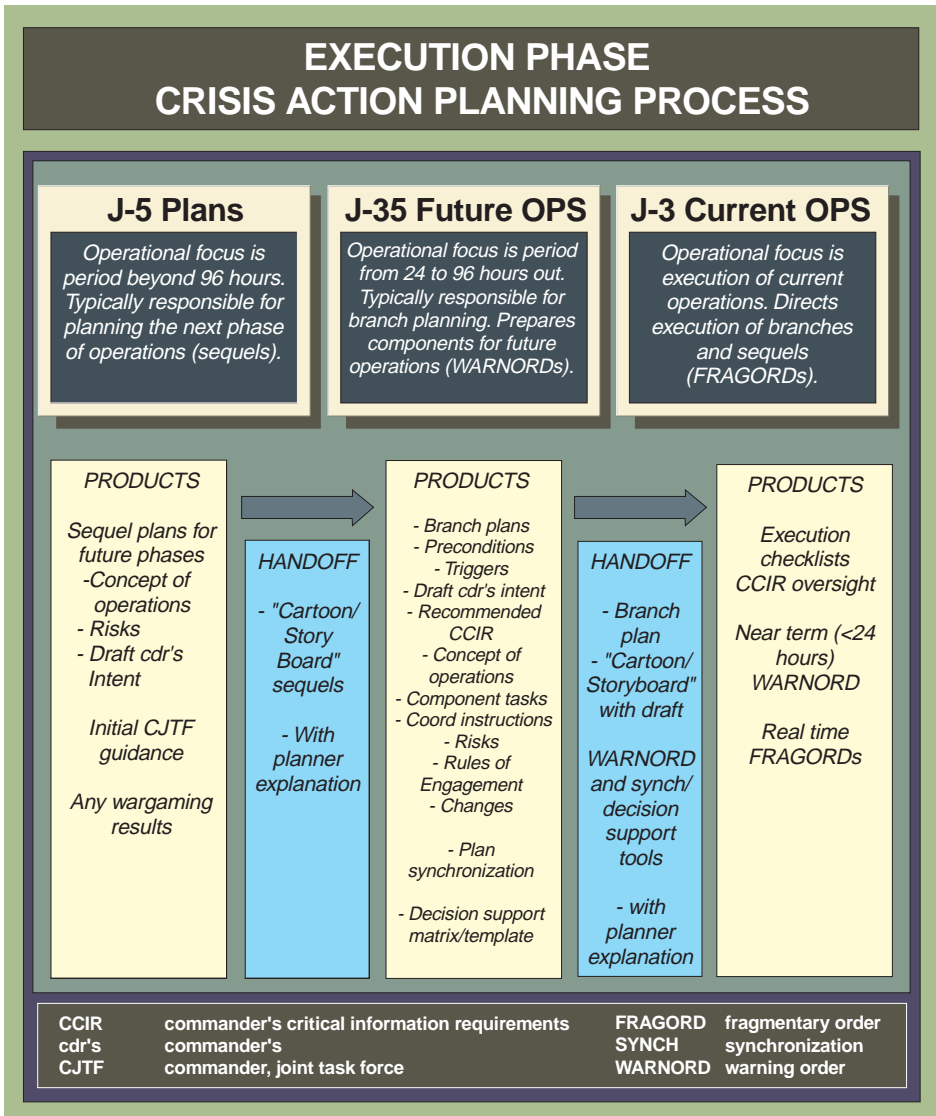 EXECUTION PHASE
CRISIS ACTION PLANNING PROCESS
J-5 Plans
Operational focus is
period beyond 96 hours.
Typically responsible for
planning the next phase
of operations (sequels).
J-35 Future OPS
Operational focus is period
from 24 to 96 hours out.
Typically responsible for
branch planning. Prepares
components for future
operations (WARNORDs).
J-3 Current OPS
Operational focus is
execution of current
operations. Directs
execution of branches
and sequels
(FRAGORDs).
PRODUCTS
Sequel plans for
future phases
-Concept of
operations
- Risks
- Draft cdr's
Intent
Initial CJTF
guidance
Any wargaming
results
HANDOFF
- "Cartoon/
Story
Board"
sequels
- With
planner
explanation
PRODUCTS
- Branch plans
- Preconditions
- Triggers
- Draft cdr's intent
- Recommended
CCIR
- Concept of
operations
- Component tasks
- Coord instructions
- Risks
- Rules of
Engagement
- Changes
- Plan
synchronization
- Decision support
matrix/template
HANDOFF
- Branch
plan
- "Cartoon/
Storyboard"
with draft
WARNORD
and synch/
decision
support
tools
- with
planner
explanation
PRODUCTS
Execution
checklists
CCIR oversight
Near term (<24
hours)
WARNORD
Real time
FRAGORDs
CCIR commander's critical information requirements
cdr's commander's
CJTF commander, joint task force
FRAGORD fragmentary order
SYNCH synchronization
WARNORD warning order